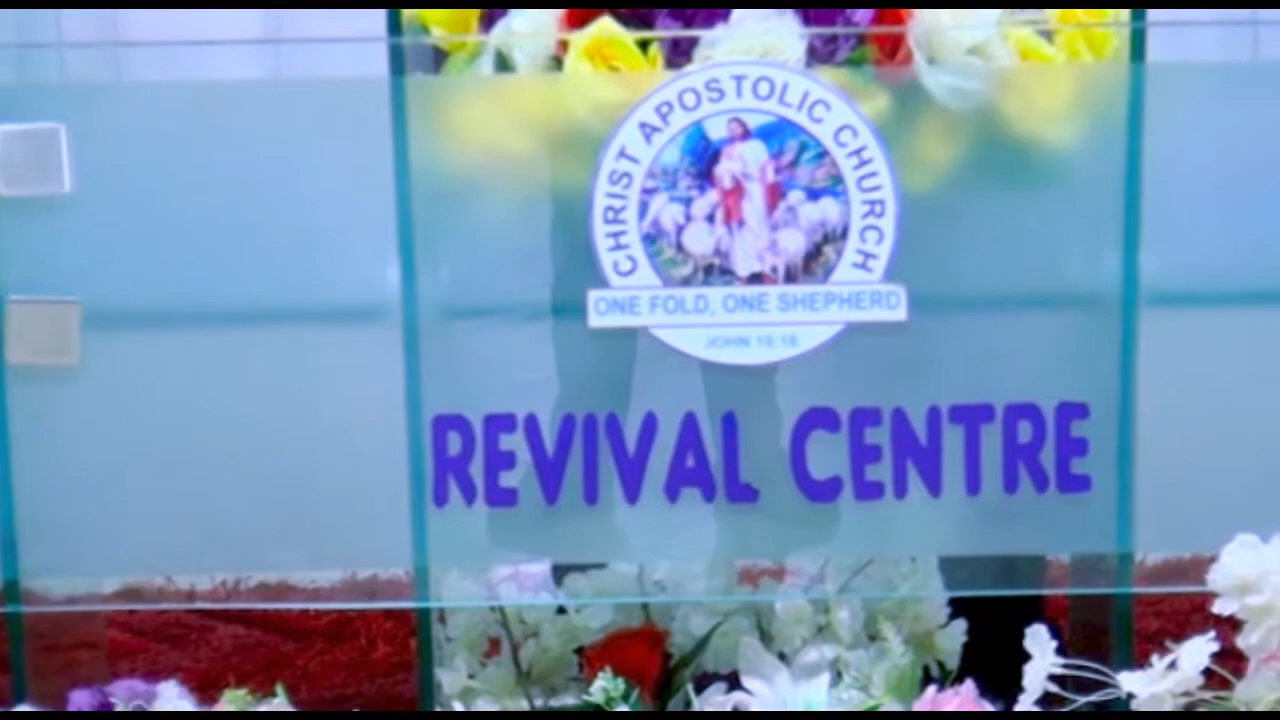 CHRIST APOSTOLIC CHURCH
ONE FOLD, ONE SHEPHERD
JOHN 10:16
REVIVAL CENTRE